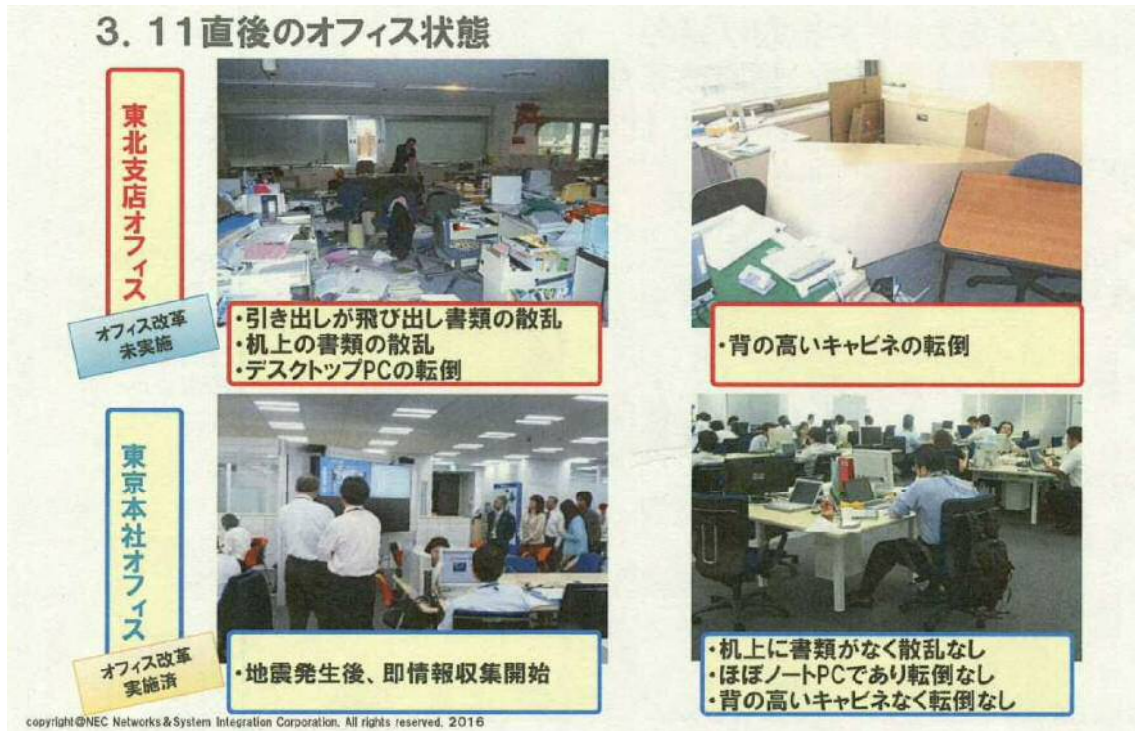 3．11直後のオフィス状態
東北支店オフィス
オフィス改革
未実施
・引き出しが飛び出し書類の散乱
・机上の書類の散乱
・デスクトップPCの転倒
・背の高いキャビネの転倒
東京本社オフィス
オフィス改革
実施済
・地震発生後、即情報収集開始
・机上に書類がなく散乱なし
・ほぼノートPCであり転倒なし
・背の高いキャビネなく転倒なし
copyright@NEC Networks&System Integration Corporation. All rights reserved. 2016